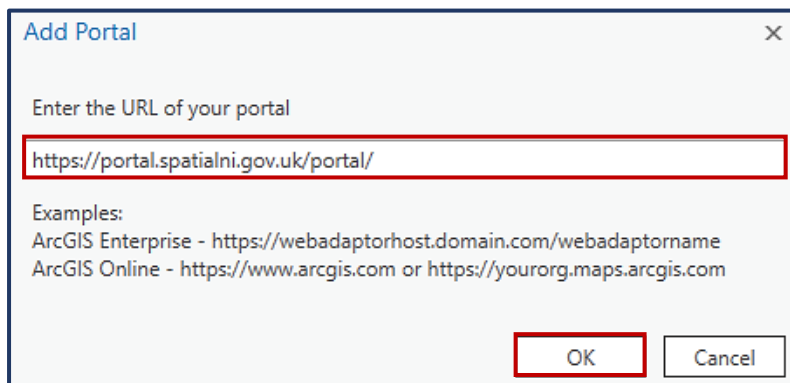 Add Portal
Enter the URL of your portal
https://portal.spatialni.gov.uk/portal/
Examples:
ArcGIS Enterprise - https://webadaptorhost.domain.com/webadaptorname
ArcGIS Online - https://www.arcgis.com or https://yourorg.maps.arcgis.com
OK Cancel